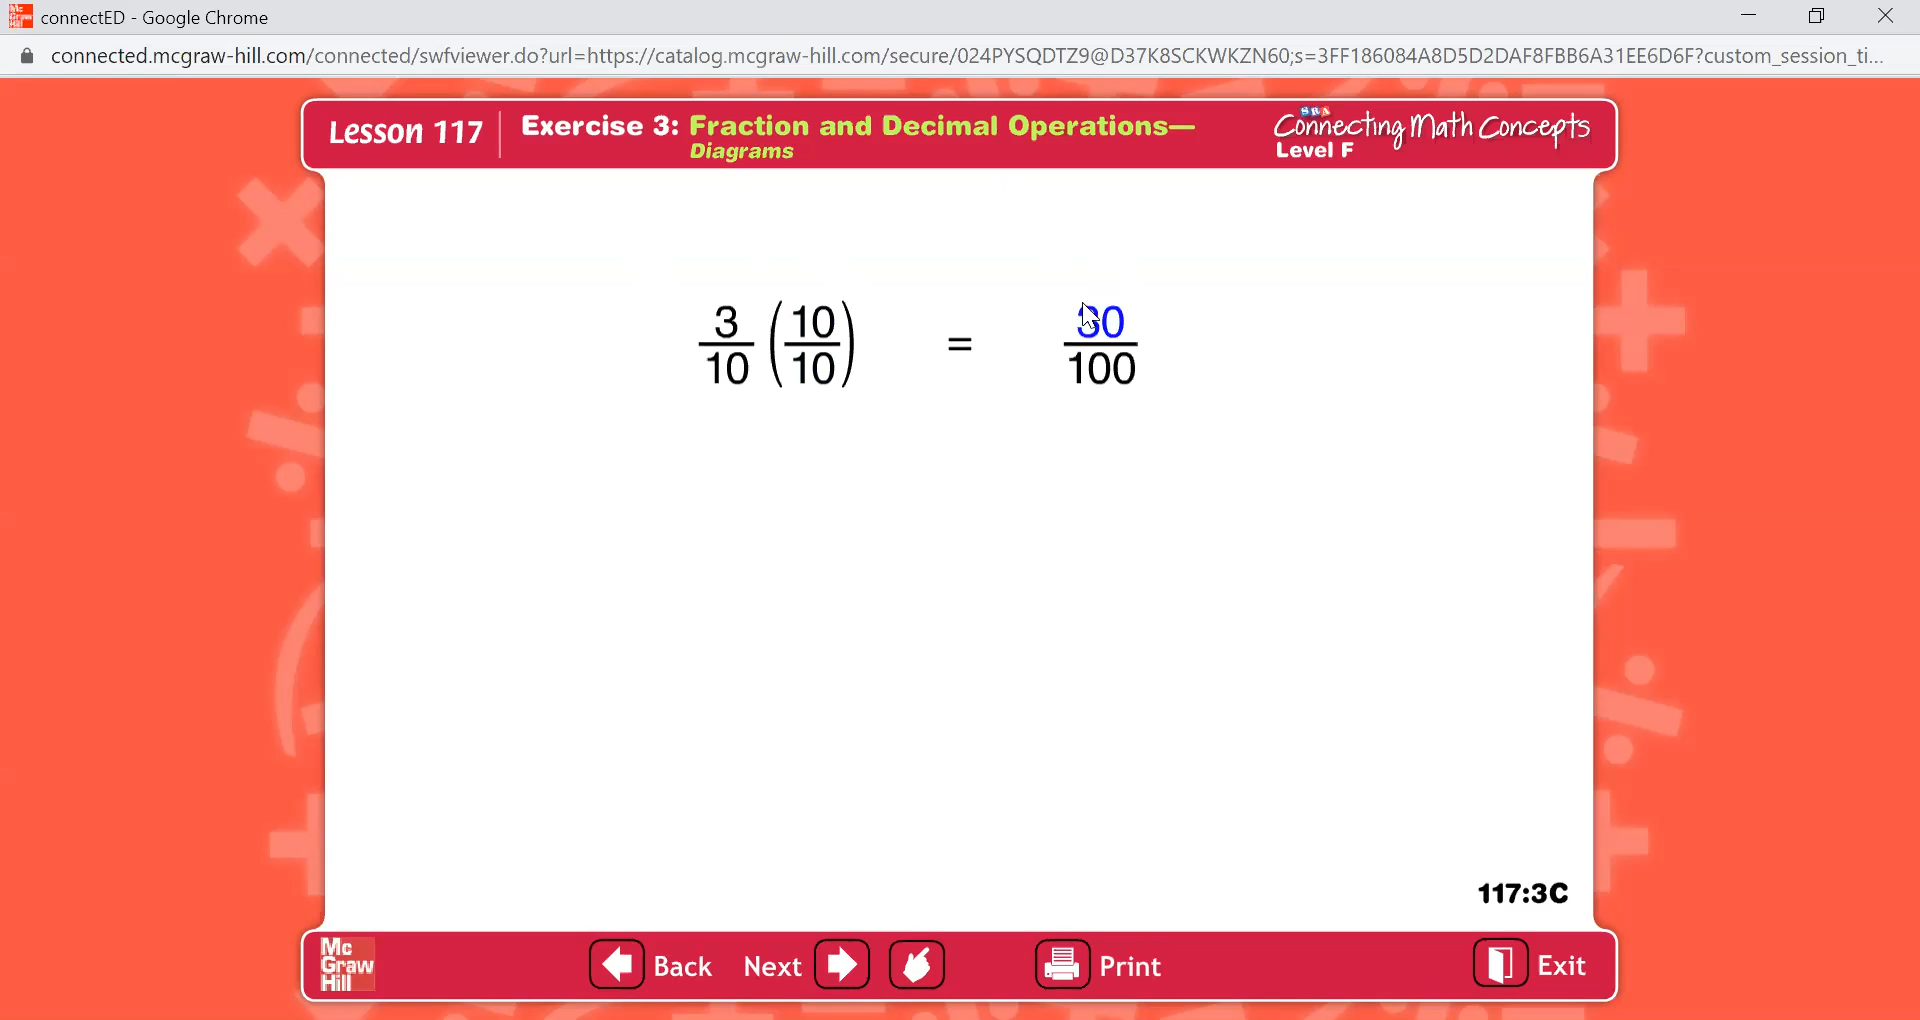 connectED - Google Chrome
connected.mcgraw-hill.com/connected/swfviewer.do?url=https://catalog.mcgraw-hill.com/secure/024PYSQDTZ9@D37K8SCKWKZN60;s=3FF186084A8D5D2DAF8FBB6A31EE6D6F?custom_session_ti...
Lesson 117
Exercise 3: Fraction and Decimal Operations—
Diagrams
SRA
Connecting Math Concepts
Level F
3/10 (10/10) = 30/100
117:3C
Mc
Graw
Hill
Back Next Print Exit